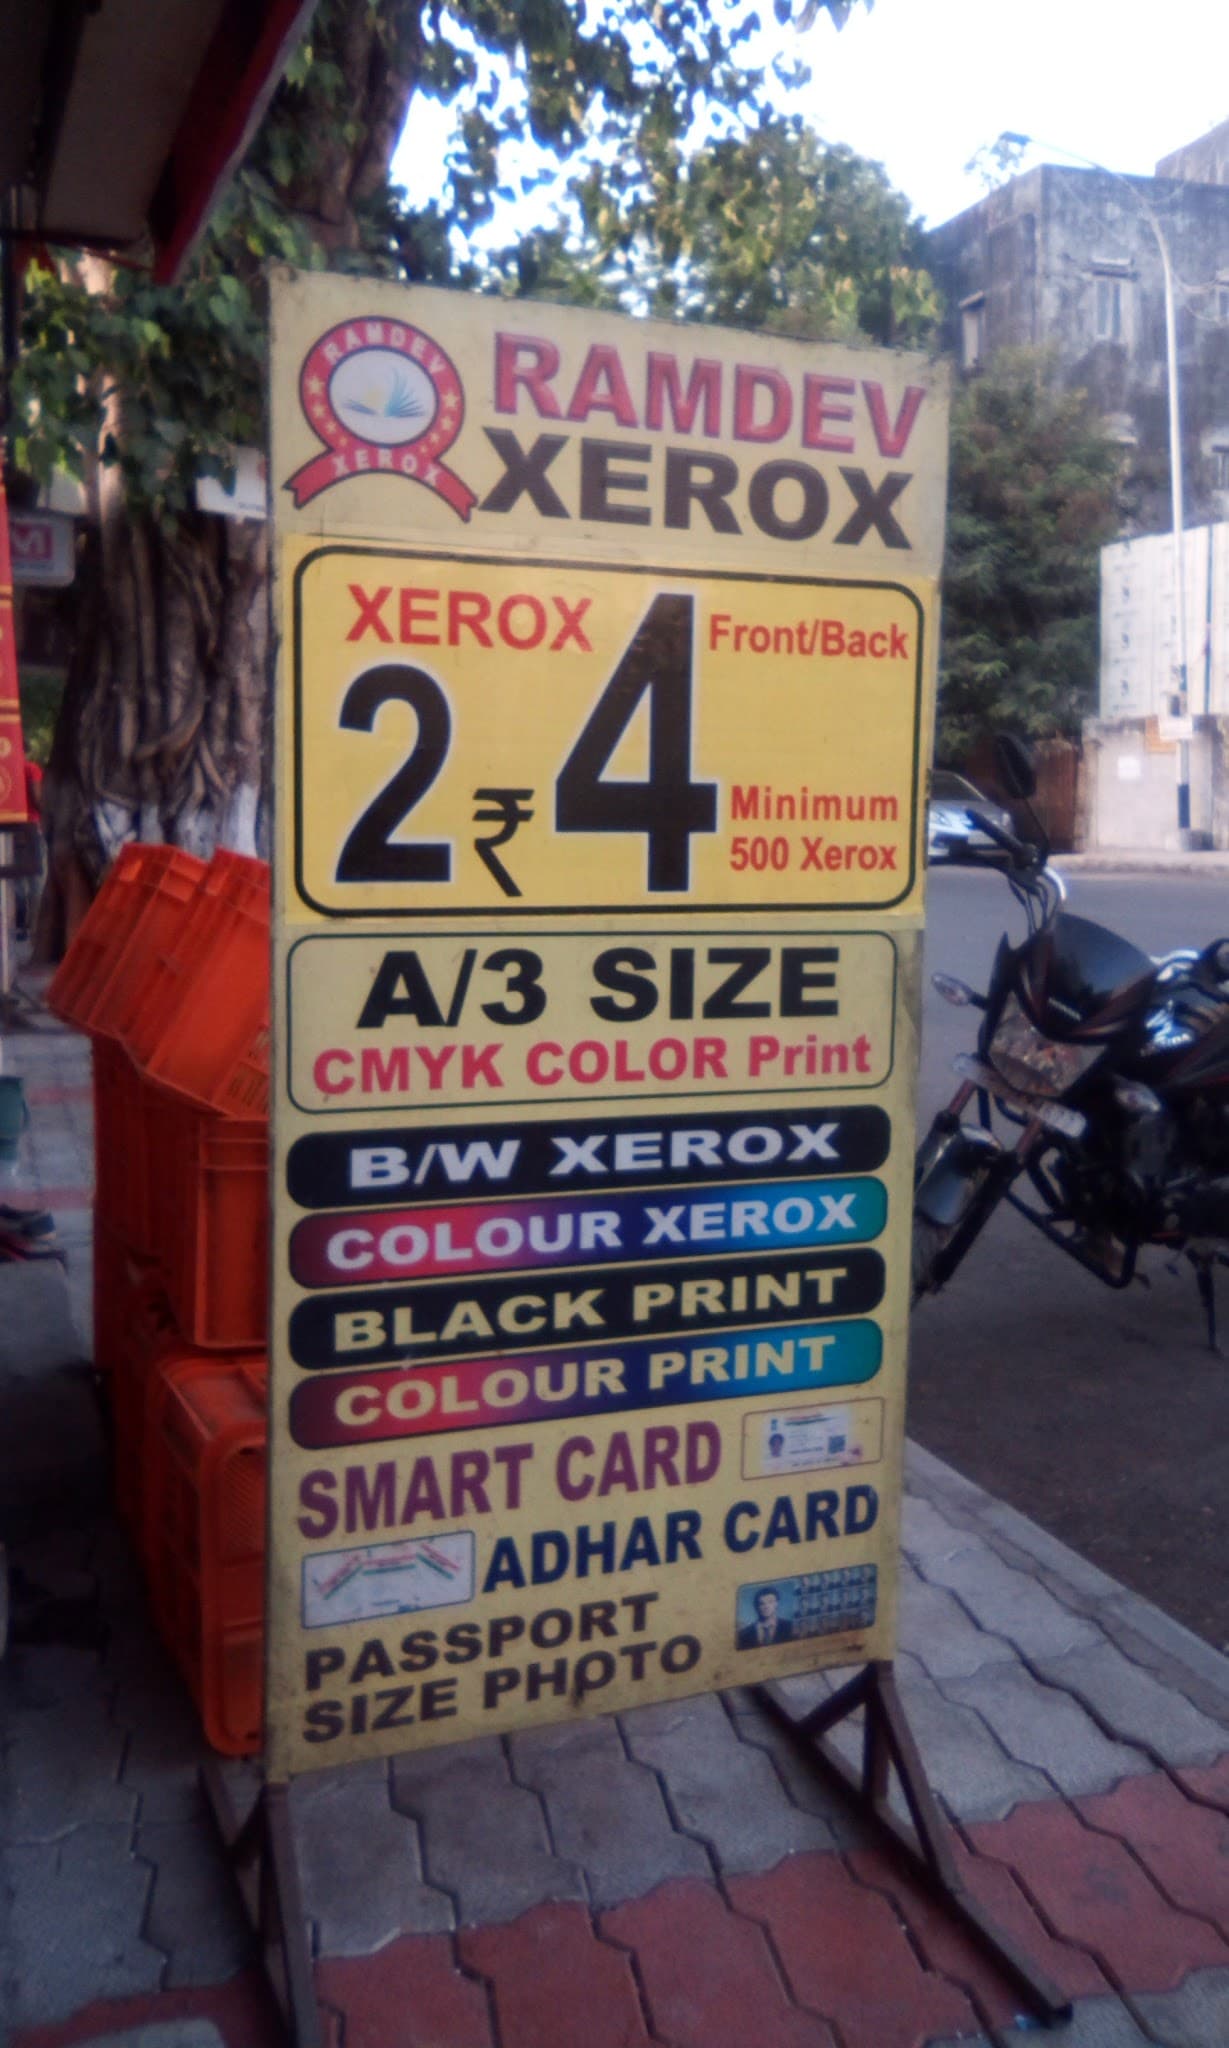 RAMDEV
XEROX
RAMDEV
XEROX
XEROX
2 ₹ 4
Front/Back
Minimum
500 Xerox
A/3 SIZE
CMYK COLOR Print
B/W XEROX
COLOUR XEROX
BLACK PRINT
COLOUR PRINT
SMART CARD
ADHAR CARD
PASSPORT
SIZE PHOTO